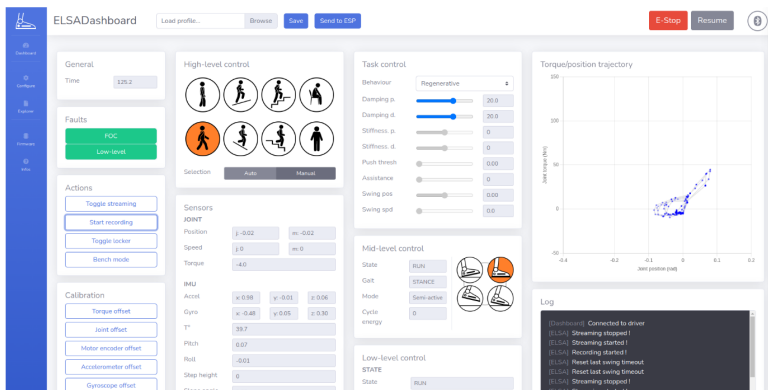 ELSADashboard
Load profile...
Browse
Save
Send to ESP
E-Stop
Resume
Dashboard
Configure
Explorer
Firmware
Infos
General
Time
125.2
Faults
FOC
Low-level
Actions
Toggle streaming
Start recording
Toggle locker
Bench mode
Calibration
Torque offset
Joint offset
Motor encoder offset
Accelerometer offset
Gyroscope offset
High-level control
Selection
Auto
Manual
Sensors
JOINT
Position
j: -0.02
m: -0.02
Speed
j: 0
m: 0
Torque
-4.0
IMU
Accel
x: 0.98
y: -0.01
z: 0.06
Gyro
x: -0.48
y: 0.05
z: 0.30
T°
39.7
Pitch
0.07
Roll
-0.01
Step height
0
Task control
Behaviour
Regenerative
Damping p.
20.0
Damping d.
20.0
Stiffness. p.
0
Stiffness. d.
0
Push thresh
0.00
Assistance
0
Swing pos
0.00
Swing spd
0.0
Mid-level control
State
RUN
Gait
STANCE
Mode
Semi-active
Cycle
energy
0
Low-level control
STATE
State
RUN
Torque/position trajectory
150
100
50
0
-50
Joint torque (Nm)
-0.4
-0.2
-0.1
0
0.1
0.2
Joint position (rad)
Log
[Dashboard] Connected to driver
[ELSA] Streaming stopped !
[ELSA] Streaming started !
[ELSA] Recording started !
[ELSA] Reset last swing timeout
[ELSA] Reset last swing timeout
[ELSA] Streaming stopped !